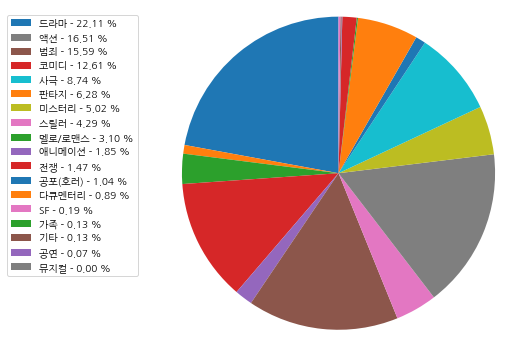 드라마 - 22.11 %
액션 - 16.51 %
범죄 - 15.59 %
코미디 - 12.61 %
사극 - 8.74 %
판타지 - 6.28 %
미스터리 - 5.02 %
스릴러 - 4.29 %
멜로/로맨스 - 3.10 %
애니메이션 - 1.85 %
전쟁 - 1.47 %
공포(호러) - 1.04 %
다큐멘터리 - 0.89 %
SF - 0.19 %
가족 - 0.13 %
기타 - 0.13 %
공연 - 0.07 %
뮤지컬 - 0.00 %